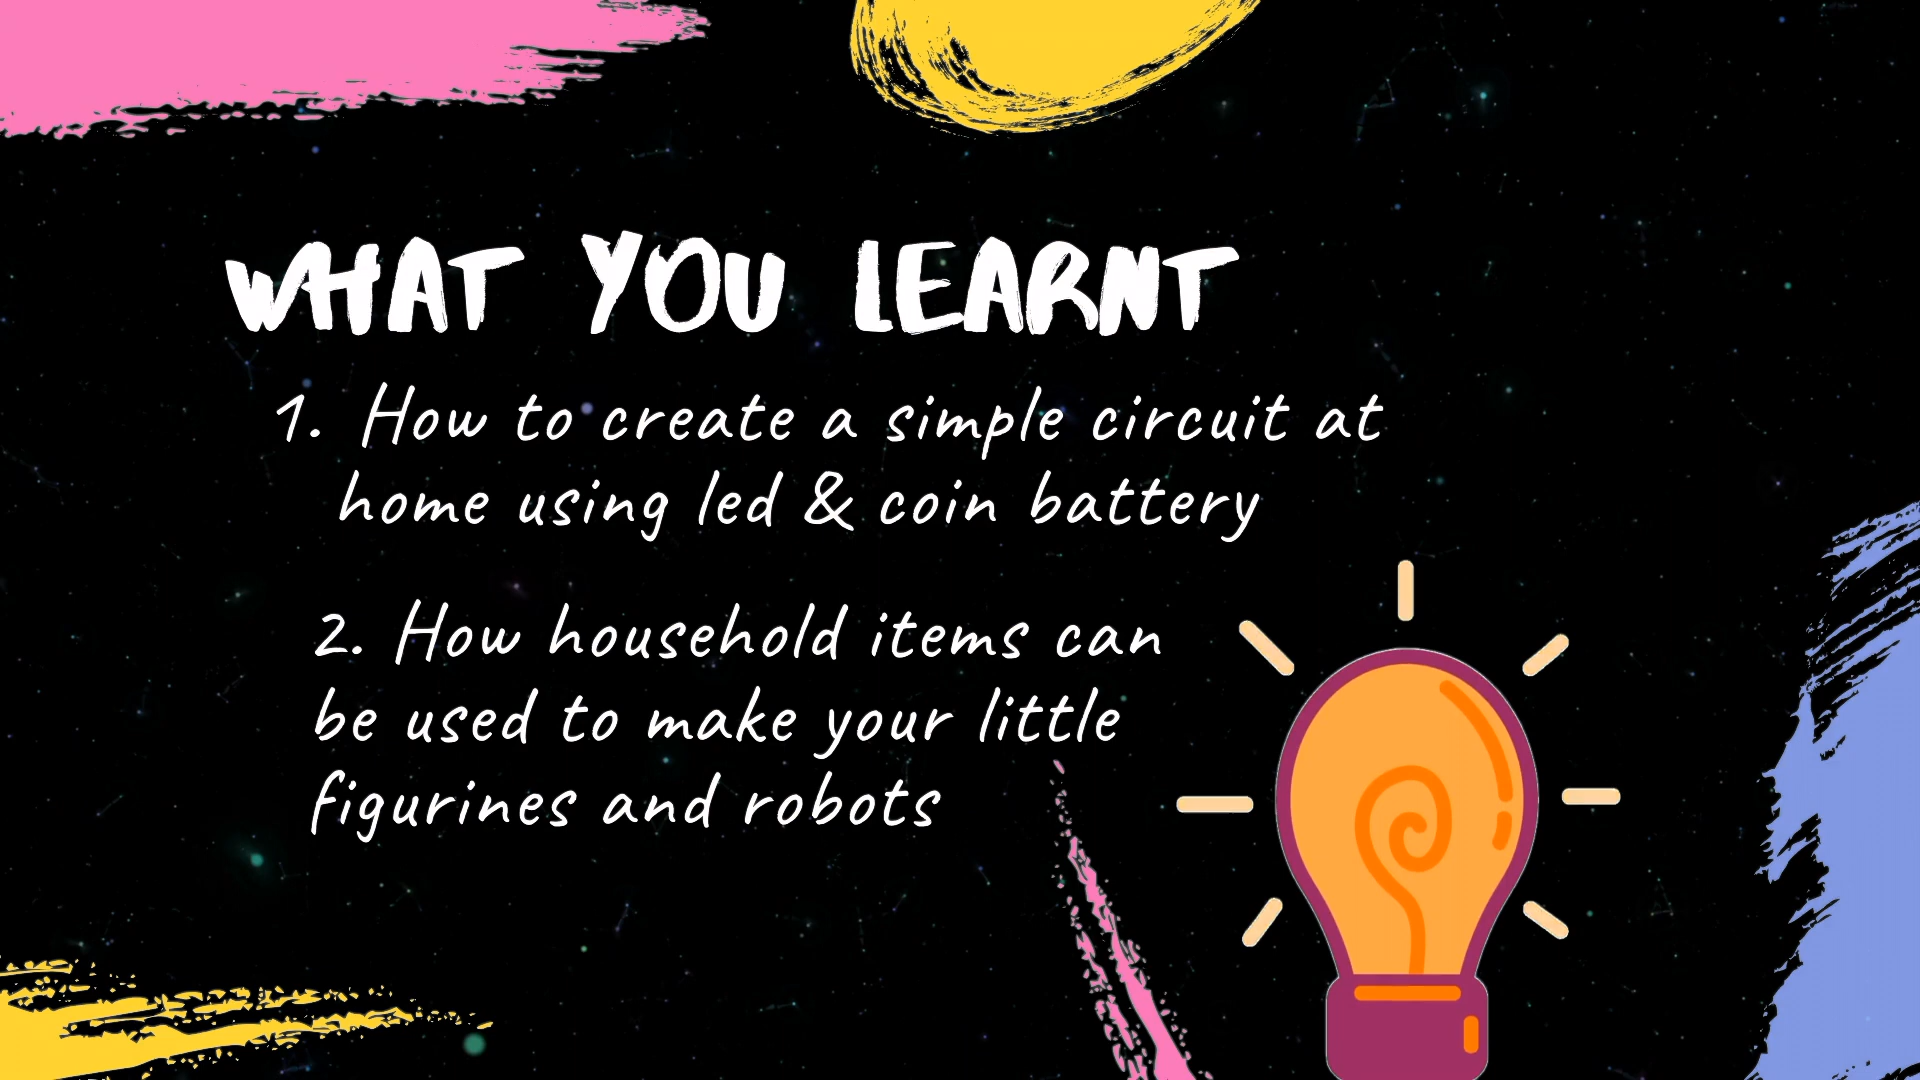 WHAT YOU LEARNT
1. How to create a simple circuit at
home using led & coin battery
2. How household items can
be used to make your little
figurines and robots